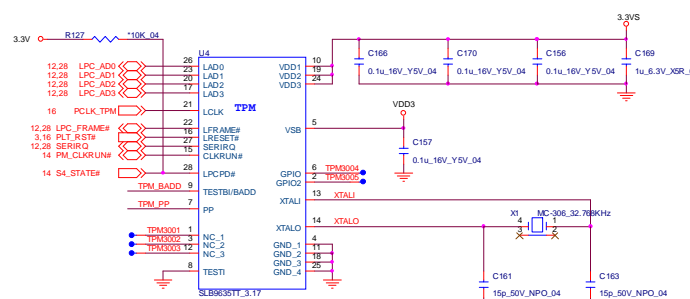 3.3VS
3.3V R127 *10K_04
U4
12,28 LPC_AD0 26 LAD0 VDD1 10
12,28 LPC_AD1 23 LAD1 VDD2 19
12,28 LPC_AD2 20 LAD2 VDD3 24
12,28 LPC_AD3 17 LAD3
C166 C170 C156 C169
0.1u_16V_Y5V_04 0.1u_16V_Y5V_04 0.1u_16V_Y5V_04 1u_6.3V_X5R_
TPM
16 PCLK_TPM 21 LCLK
VDD3
12,28 LPC_FRAME# 22 LFRAME# VSB 5
3,16 PLT_RST# 16 LRESET#
12,28 SERIRQ 27 SERIRQ
14 PM_CLKRUN# 15 CLKRUN#
C157
0.1u_16V_Y5V_04
14 S4_STATE# 28 LPCPD# GPIO 6 TPM3004
TPM_BADD 9 TESTBI/BADD GPIO2 2 TPM3005
XTALI 13 XTALI
TPM_PP 7 PP
X1 MC-306_32.768KHz
XTALO 14 XTALO 4 1
3 2
TPM3001 1 NC_1
TPM3002 3 NC_2 GND_1 4
TPM3003 12 NC_3 GND_2 11
GND_3 18
8 TESTI GND_4 25
C161 C163
15p_50V_NPO_04 15p_50V_NPO_04
SLB9635TT_3.17